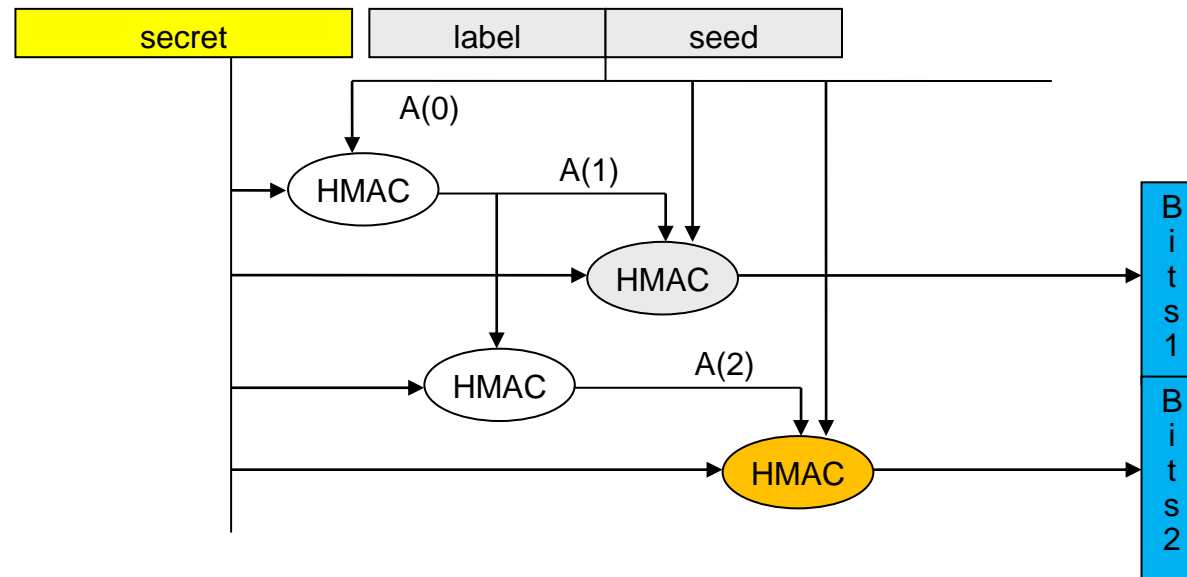 secret
label
seed
A(0)
HMAC
A(1)
HMAC
B
i
t
s
1
HMAC
A(2)
HMAC
B
i
t
s
2